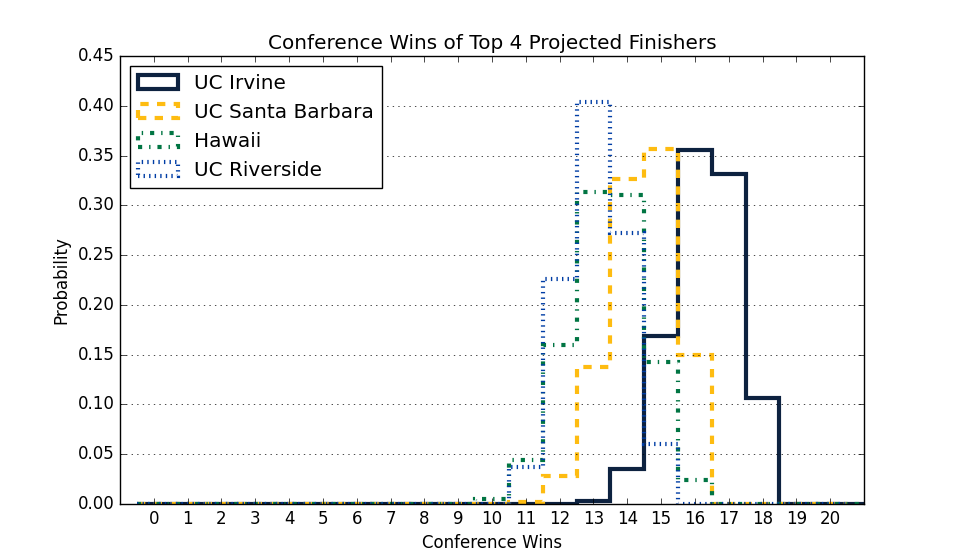 Conference Wins of Top 4 Projected Finishers
0.45
0.40
0.35
0.30
0.25
0.20
0.15
0.10
0.05
0.00
Probability
UC Irvine
UC Santa Barbara
Hawaii
UC Riverside
0 1 2 3 4 5 6 7 8 9 10 11 12 13 14 15 16 17 18 19 20
Conference Wins